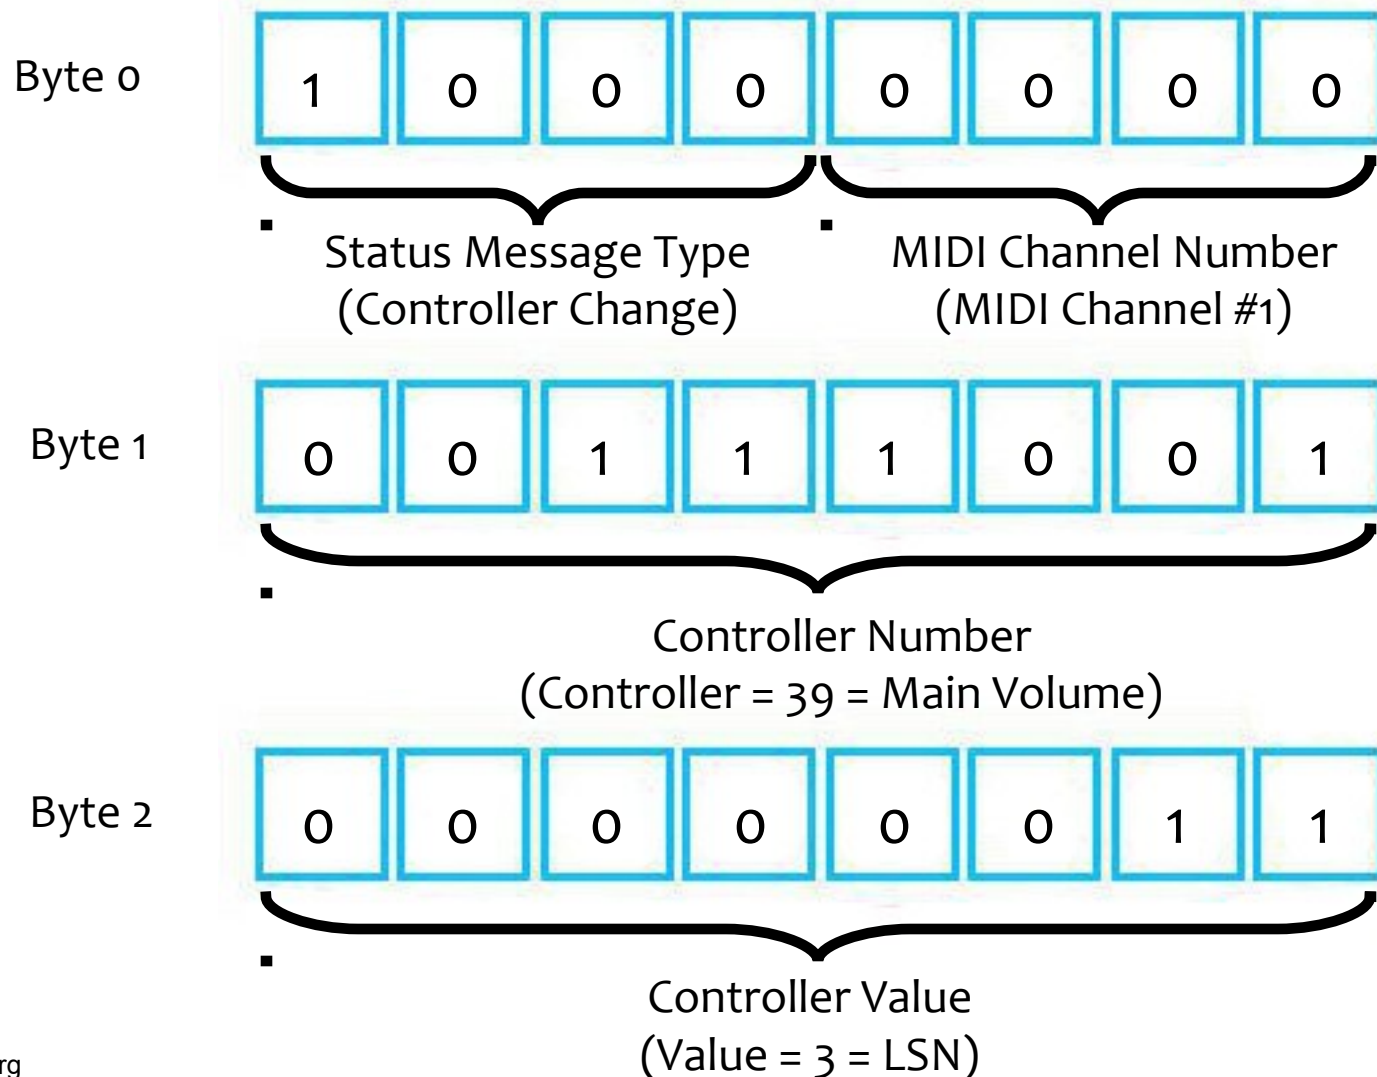 Byte 0 1 0 0 0 0 0 0 0
Status Message Type MIDI Channel Number
(Controller Change) (MIDI Channel #1)
Byte 1 0 0 1 1 1 0 0 1
Controller Number
(Controller = 39 = Main Volume)
Byte 2 0 0 0 0 0 0 1 1
Controller Value
(Value = 3 = LSN)
rg